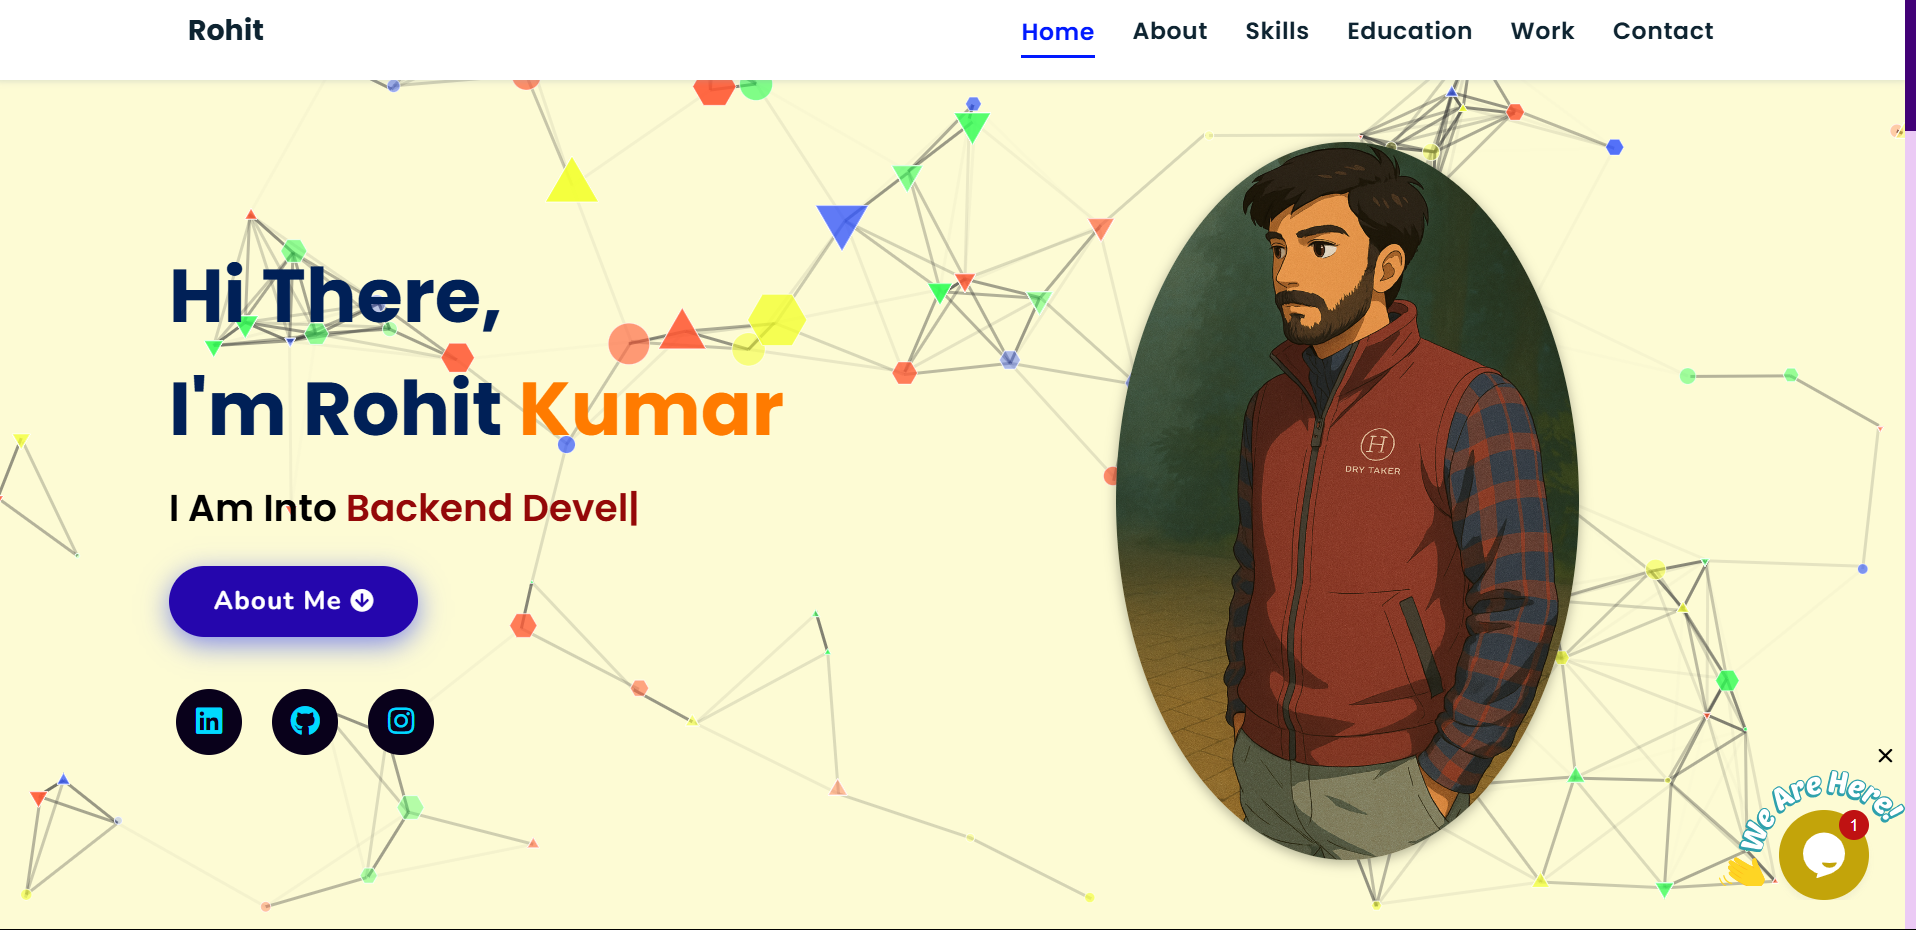 Rohit
Home About Skills Education Work Contact
Hi There,
I'm Rohit Kumar
I Am Into Backend Devel|
About Me
H
DRY TAKER
We Are Here!
1